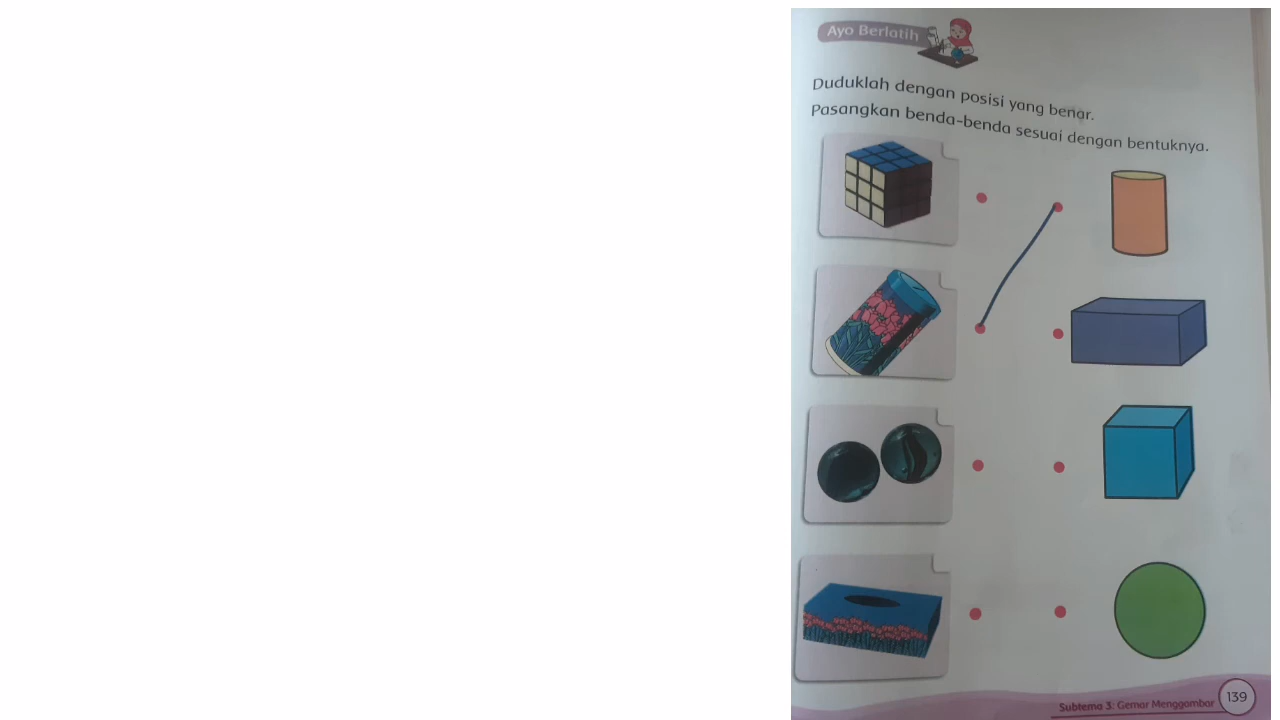 Ayo Berlatih
Duduklah dengan posisi yang benar.
Pasangkan benda-benda sesuai dengan bentuknya.
Subtema 3: Gemar Menggambar
139